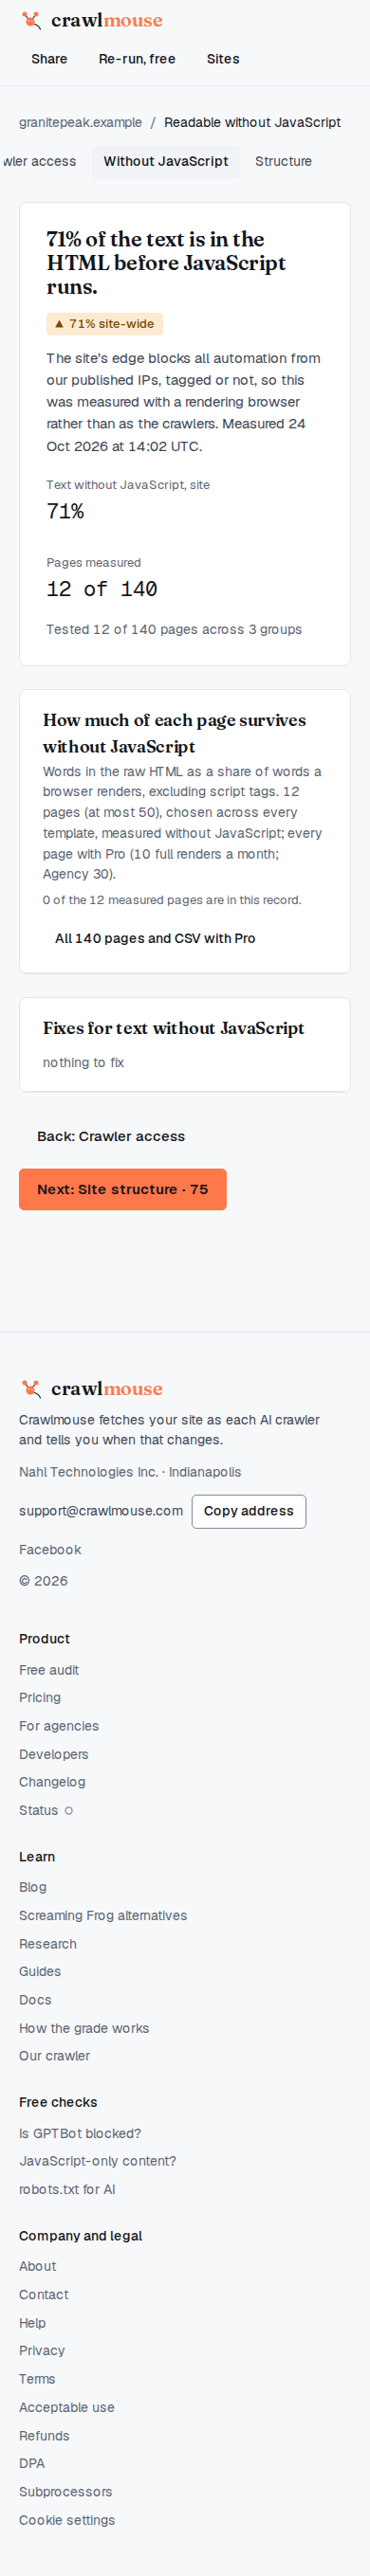 crawlmouse
Share Re-run, free Sites
granitepeak.example / Readable without JavaScript
wler access Without JavaScript Structure
71% of the text is in the
HTML before JavaScript
runs.
▲ 71% site-wide
The site's edge blocks all automation from
our published IPs, tagged or not, so this
was measured with a rendering browser
rather than as the crawlers. Measured 24
Oct 2026 at 14:02 UTC.
Text without JavaScript, site
71%
Pages measured
12 of 140
Tested 12 of 140 pages across 3 groups
How much of each page survives
without JavaScript
Words in the raw HTML as a share of words a
browser renders, excluding script tags. 12
pages (at most 50), chosen across every
template, measured without JavaScript; every
page with Pro (10 full renders a month;
Agency 30).
0 of the 12 measured pages are in this record.
All 140 pages and CSV with Pro
Fixes for text without JavaScript
nothing to fix
Back: Crawler access
Next: Site structure · 75
crawlmouse
Crawlmouse fetches your site as each AI crawler
and tells you when that changes.
Nahl Technologies Inc. · Indianapolis
support@crawlmouse.com Copy address
Facebook
© 2026
Product
Free audit
Pricing
For agencies
Developers
Changelog
Status
Learn
Blog
Screaming Frog alternatives
Research
Guides
Docs
How the grade works
Our crawler
Free checks
Is GPTBot blocked?
JavaScript-only content?
robots.txt for AI
Company and legal
About
Contact
Help
Privacy
Terms
Acceptable use
Refunds
DPA
Subprocessors
Cookie settings